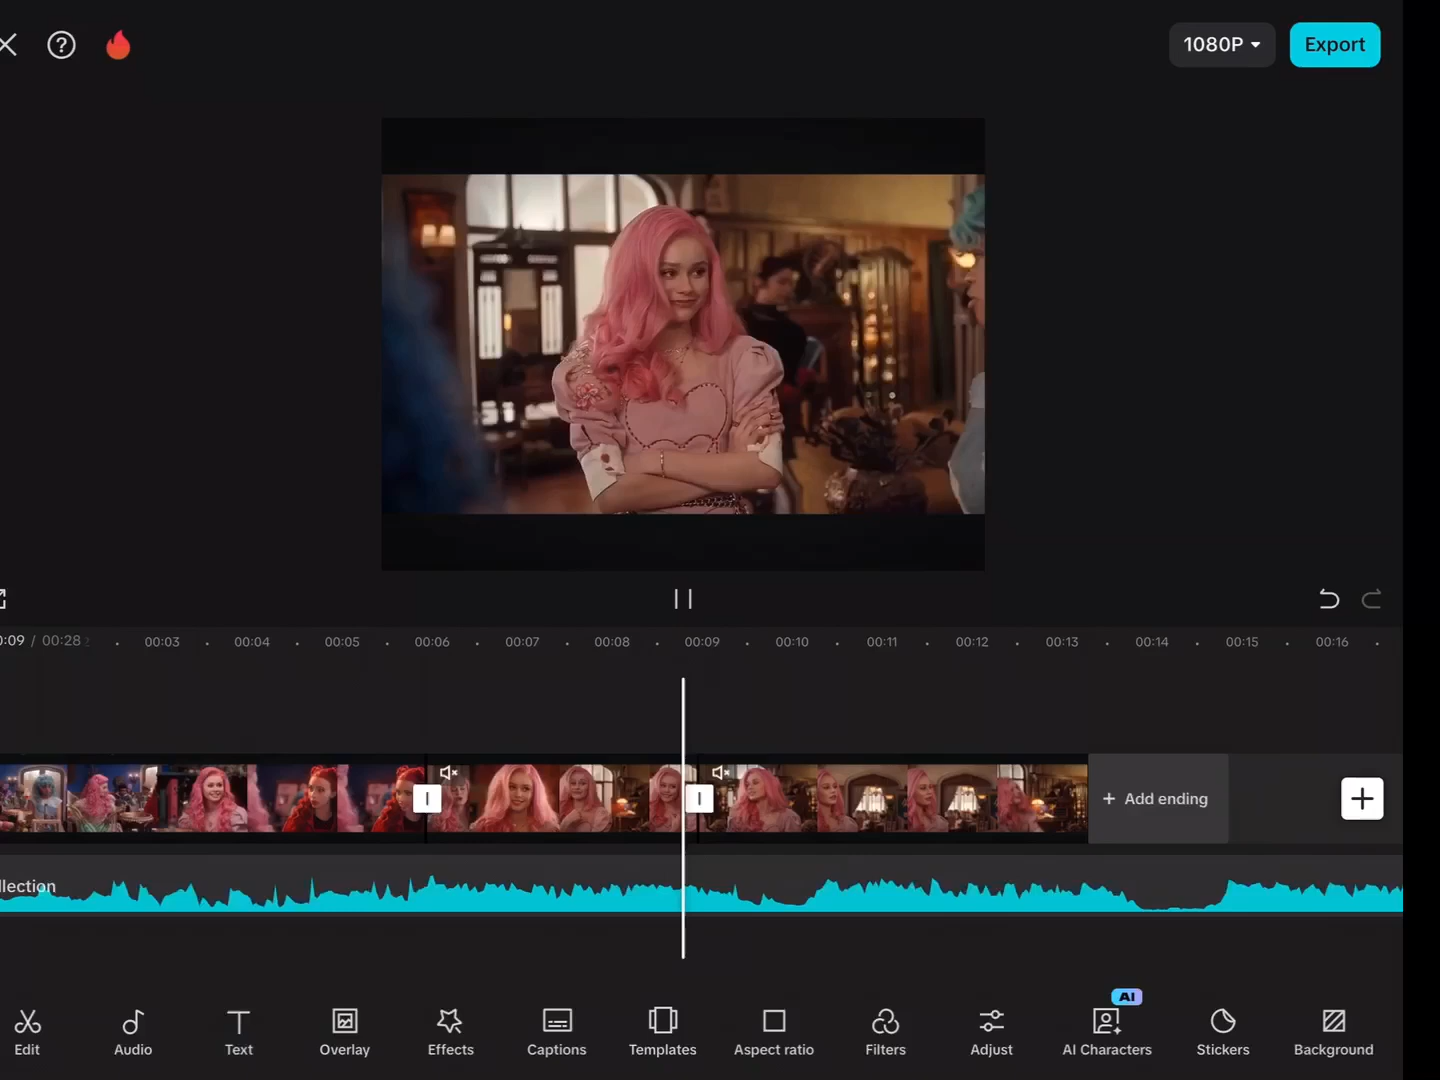 1080P
Export
0:09 / 00:28
00:03 00:04 00:05 00:06 00:07 00:08 00:09 00:10 00:11 00:12 00:13 00:14 00:15 00:16
+ Add ending
llection
AI
Edit Audio Text Overlay Effects Captions Templates Aspect ratio Filters Adjust AI Characters Stickers Background